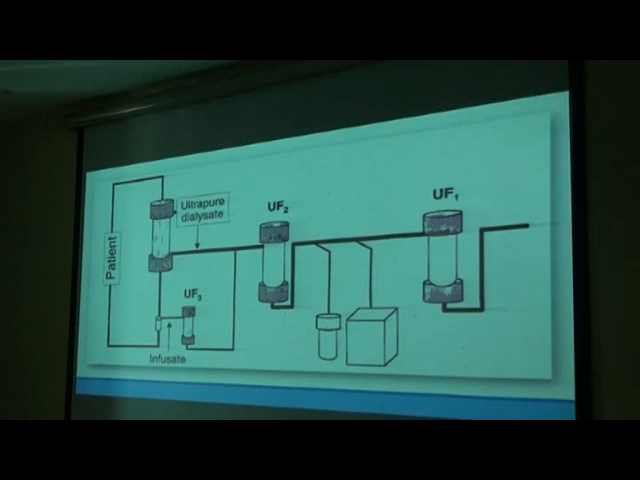 Ultrapure
dialysate
UF2
UF1
Patient
UF3
Infusate